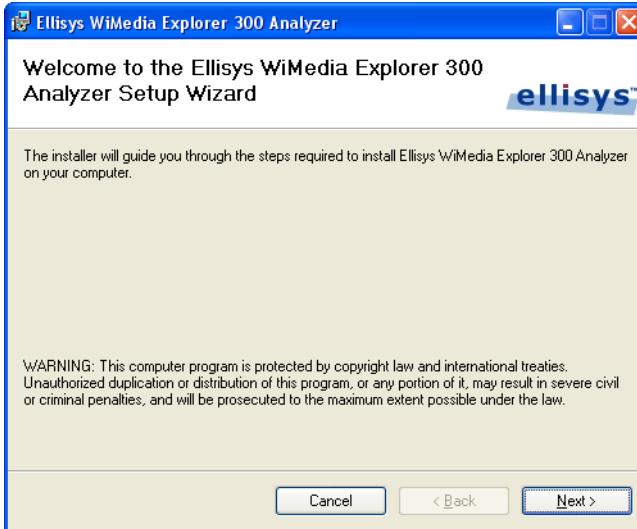 Ellisys WiMedia Explorer 300 Analyzer
Welcome to the Ellisys WiMedia Explorer 300
Analyzer Setup Wizard
ellisys™
The installer will guide you through the steps required to install Ellisys WiMedia Explorer 300 Analyzer
on your computer.
WARNING: This computer program is protected by copyright law and international treaties.
Unauthorized duplication or distribution of this program, or any portion of it, may result in severe civil
or criminal penalties, and will be prosecuted to the maximum extent possible under the law.
Cancel
< Back
Next >